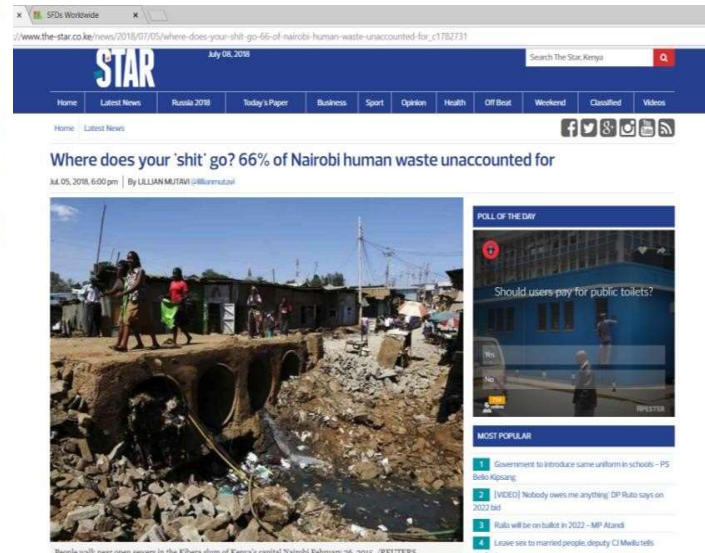 SFDs Worldwide
://www.the-star.co.ke/news/2018/07/05/where-does-your-shit-go-66-of-nairobi-human-waste-unaccounted-for_c1782731
STAR
July 08, 2018
Search The Star, Kenya
Home Latest News Russia 2018 Today's Paper Business Sport Opinion Health Off Beat Weekend Classified Videos
Home Latest News
Where does your 'shit' go? 66% of Nairobi human waste unaccounted for
Jul. 05, 2018, 6:00 pm | By LILLIAN MUTAVI @lillianmutavi
POLL OF THE DAY
Should users pay for public toilets?
Yes
No
online
MOST POPULAR
1 Government to introduce same uniform in schools – PS
Belio Kipsang
2 [VIDEO] 'Nobody owes me anything,' DP Ruto says on
2022 bid
3 Raila will be on ballot in 2022 – MP Atandi
4 Leave sex to married people, deputy CJ Mwilu tells
People walk near open sewers in the Kibera slum of Kenya's capital Nairobi February 26, 2015. /REUTERS